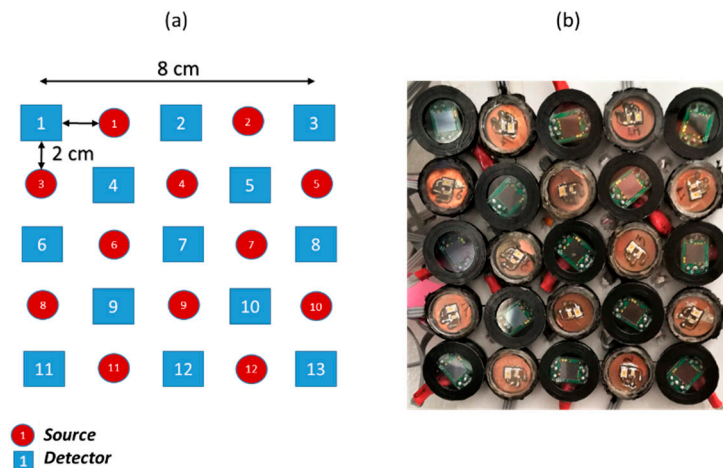 (a) (b)
8 cm
1 1 2 2 3
2 cm
3 4 4 5 5
6 6 7 7 8
8 9 9 10 10
11 11 12 12 13
1 Source
1 Detector